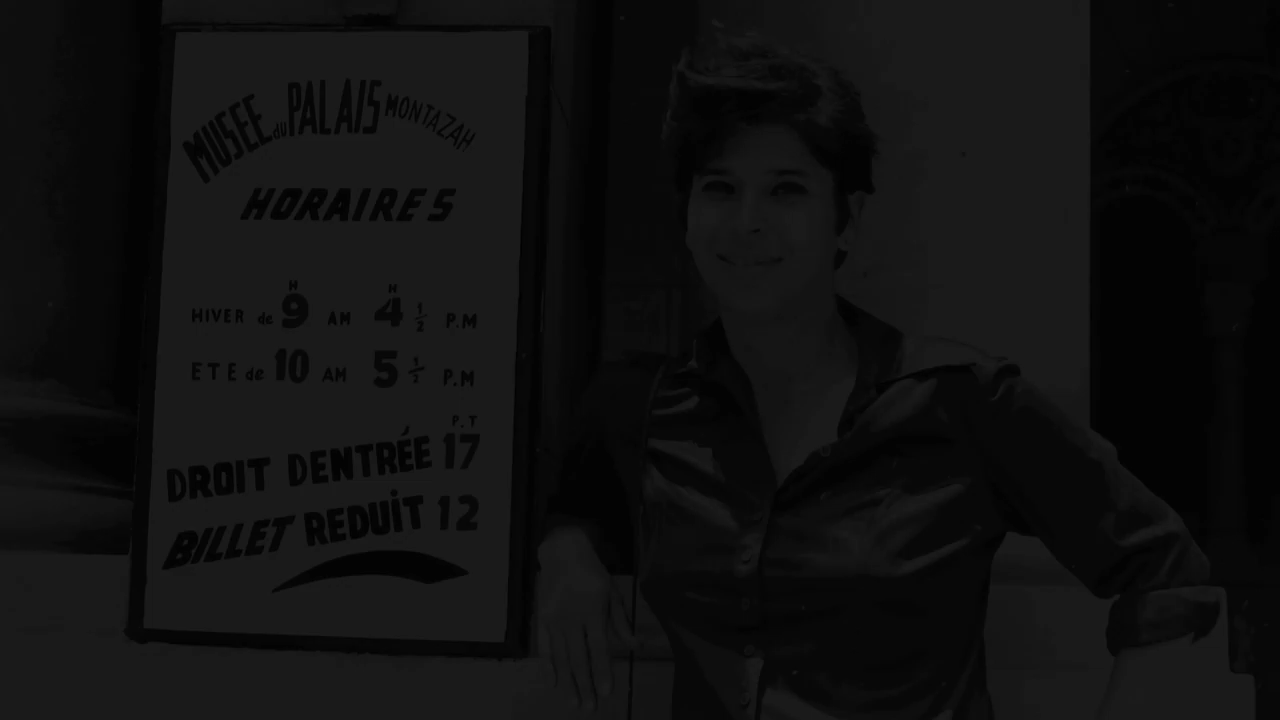 MUSEE du PALAIS MONTAZAH
HORAIRES
HIVER de 9 H AM 4 H 1/2 P.M
ETE de 10 AM 5 1/2 P.M
P.T
DROIT DENTRÉE 17
BILLET REDUIT 12